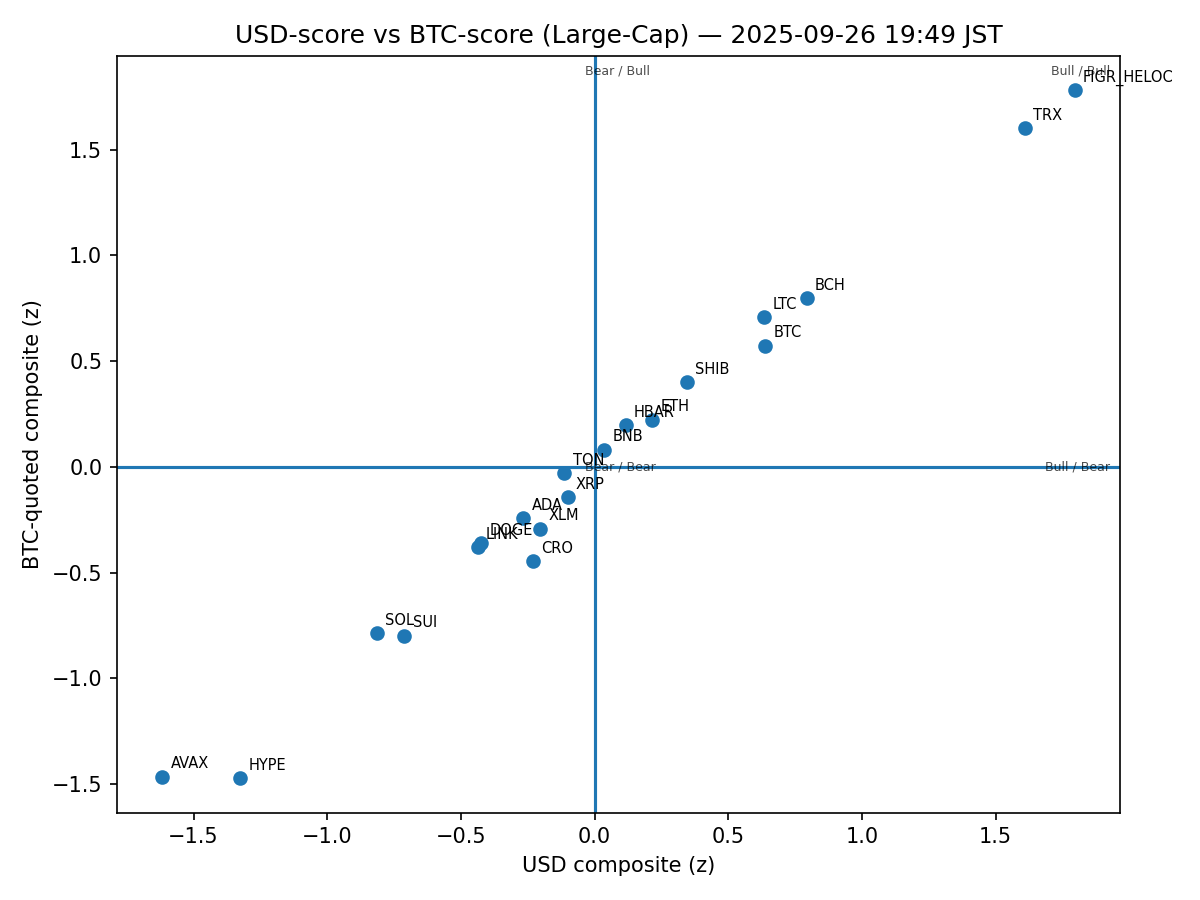 USD-score vs BTC-score (Large-Cap) — 2025-09-26 19:49 JST
Bear / Bull
Bull / Bull
FIGR_HELOC
TRX
1.5
1.0
BCH
LTC
BTC
0.5
SHIB
ETH
HBAR
BNB
TON
0.0
Bear / Bear
Bull / Bear
XRP
ADA
XLM
DOGE
LINK
CRO
−0.5
SOL
SUI
−1.0
AVAX
HYPE
−1.5
BTC-quoted composite (z)
−1.5 −1.0 −0.5 0.0 0.5 1.0 1.5
USD composite (z)